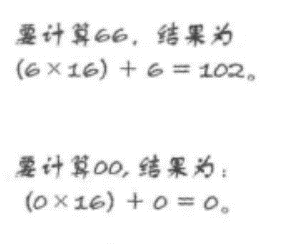 要计算66，结果为
(6×16) + 6 = 102。
要计算00,结果为：
(0×16) + 0 = 0。